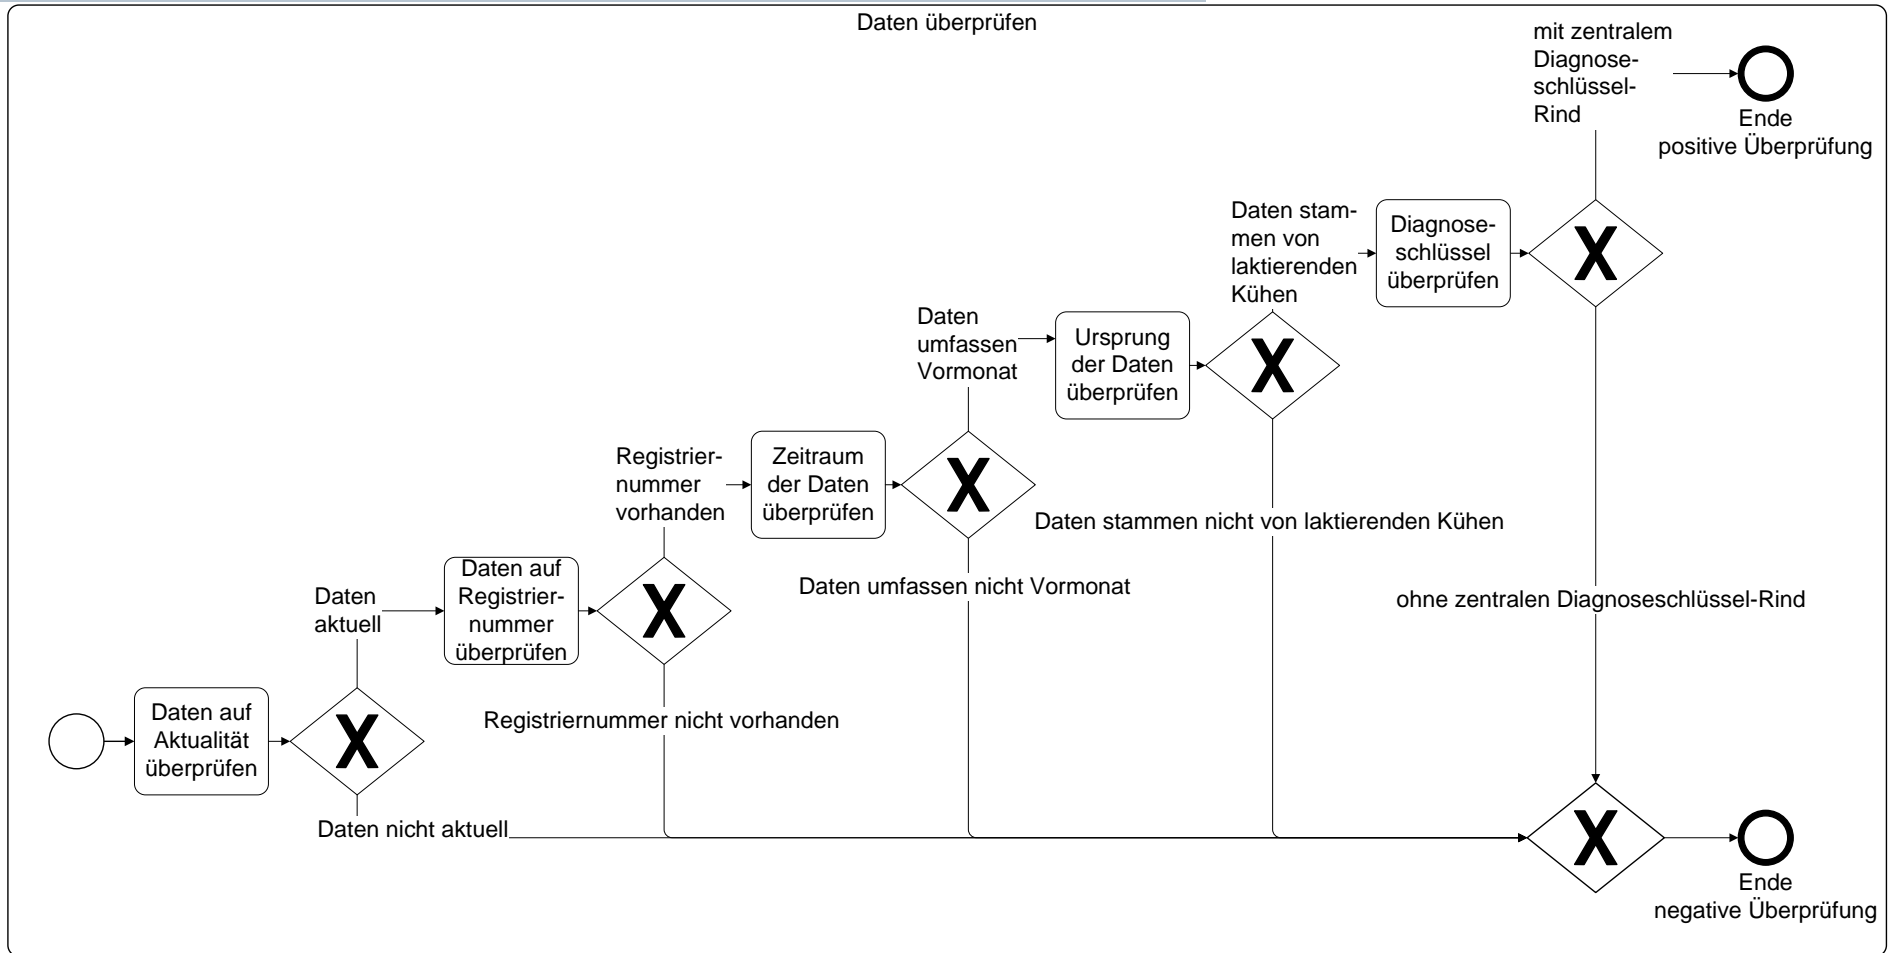 Daten überprüfen
mit zentralem
Diagnose-
schlüssel-
Rind
Ende
positive Überprüfung
Daten stam-
men von
laktierenden
Kühen
Diagnose-
schlüssel
überprüfen
X
Daten
umfassen
Vormonat
Ursprung
der Daten
überprüfen
X
Registrier-
nummer
vorhanden
Zeitraum
der Daten
überprüfen
X
Daten stammen nicht von laktierenden Kühen
Daten umfassen nicht Vormonat
ohne zentralen Diagnoseschlüssel-Rind
Daten
aktuell
Daten auf
Registrier-
nummer
überprüfen
X
Registriernummer nicht vorhanden
Daten auf
Aktualität
überprüfen
X
Daten nicht aktuell
X
Ende
negative Überprüfung